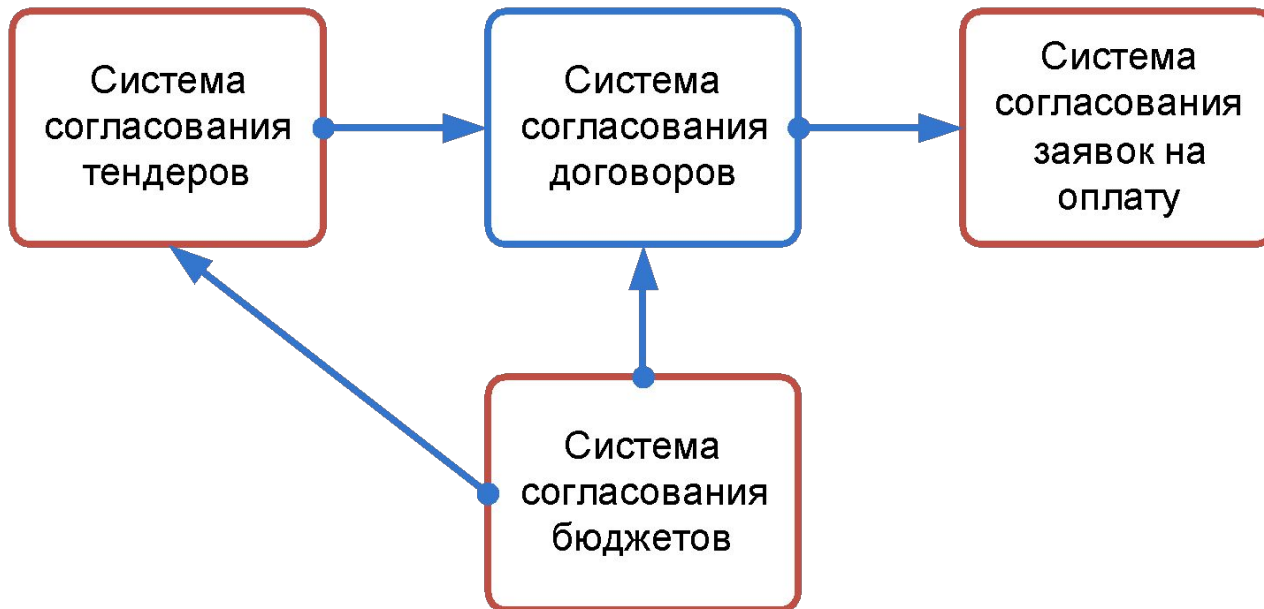 Система
согласования
тендеров
Система
согласования
договоров
Система
согласования
заявок на
оплату
Система
согласования
бюджетов